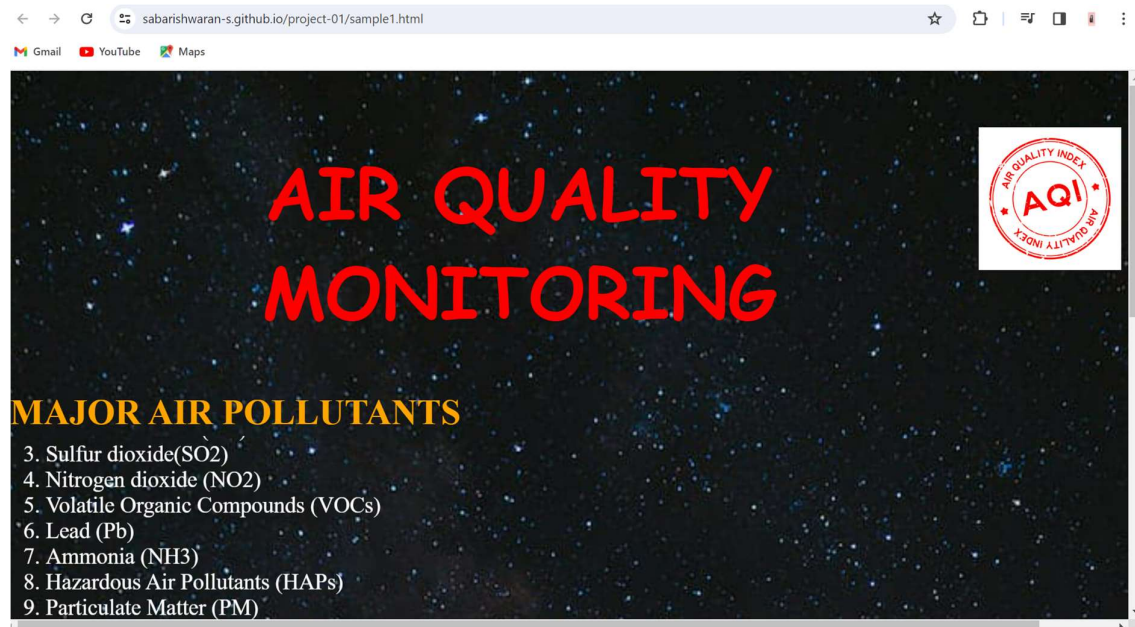 sabarishwaran-s.github.io/project-01/sample1.html
Gmail YouTube Maps
AIR QUALITY
MONITORING
AIR QUALITY INDEX
AQI
AIR QUALITY INDEX
MAJOR AIR POLLUTANTS
3. Sulfur dioxide(SO2)
4. Nitrogen dioxide (NO2)
5. Volatile Organic Compounds (VOCs)
6. Lead (Pb)
7. Ammonia (NH3)
8. Hazardous Air Pollutants (HAPs)
9. Particulate Matter (PM)